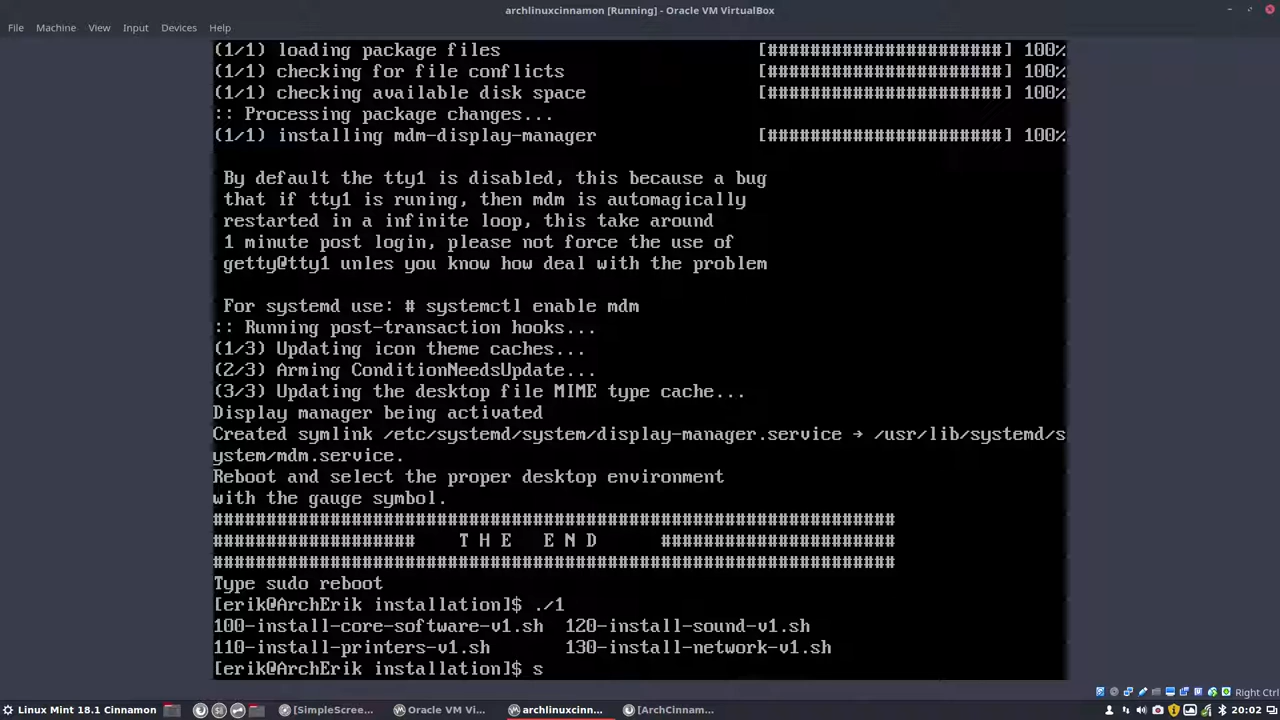 archlinuxcinnamon [Running] - Oracle VM VirtualBox
File Machine View Input Devices Help
(1/1) loading package files [######################] 100%
(1/1) checking for file conflicts [######################] 100%
(1/1) checking available disk space [######################] 100%
:: Processing package changes...
(1/1) installing mdm-display-manager [######################] 100%
By default the tty1 is disabled, this because a bug
that if tty1 is runing, then mdm is automagically
restarted in a infinite loop, this take around
1 minute post login, please not force the use of
getty@tty1 unles you know how deal with the problem
For systemd use: # systemctl enable mdm
:: Running post-transaction hooks...
(1/3) Updating icon theme caches...
(2/3) Arming ConditionNeedsUpdate...
(3/3) Updating the desktop file MIME type cache...
Display manager being activated
Created symlink /etc/systemd/system/display-manager.service → /usr/lib/systemd/s
ystem/mdm.service.
Reboot and select the proper desktop environment
with the gauge symbol.
################################################################
################### T H E   E N D ######################
################################################################
Type sudo reboot
[erik@ArchErik installation]$ ./1
100-install-core-software-v1.sh 120-install-sound-v1.sh
110-install-printers-v1.sh 130-install-network-v1.sh
[erik@ArchErik installation]$ s
Right Ctrl
Linux Mint 18.1 Cinnamon [SimpleScree... Oracle VM Vi... archlinuxcinn... [ArchCinnam... 20:02